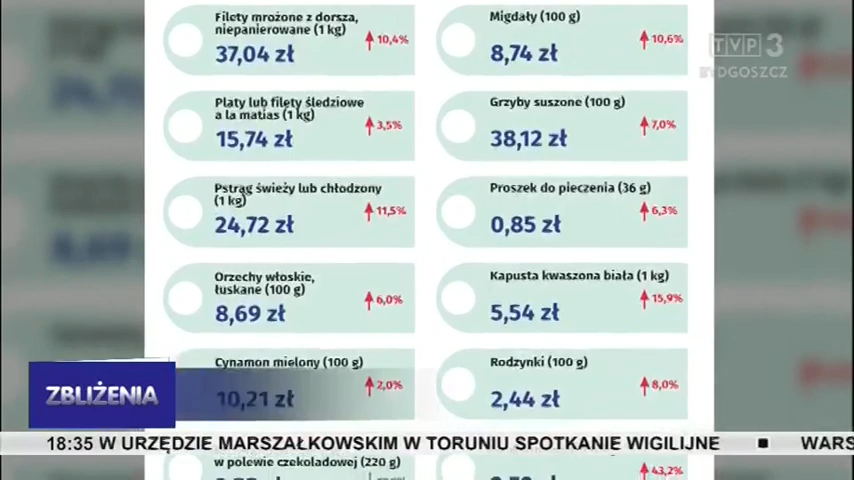 Filety mrożone z dorsza,
niepanierowane (1 kg)
37,04 zł
10,4%
Migdały (100 g)
8,74 zł
10,6%
TVP 3
BYDGOSZCZ
Płaty lub filety śledziowe
a la matias (1 kg)
15,74 zł
3,5%
Grzyby suszone (100 g)
38,12 zł
7,0%
Pstrąg świeży lub chłodzony
(1 kg)
24,72 zł
11,5%
Proszek do pieczenia (36 g)
0,85 zł
6,3%
Orzechy włoskie,
łuskane (100 g)
8,69 zł
6,0%
Kapusta kwaszona biała (1 kg)
5,54 zł
15,9%
Cynamon mielony (100 g)
10,21 zł
2,0%
Rodzynki (100 g)
2,44 zł
8,0%
ZBLIŻENIA
18:35 W URZĘDZIE MARSZAŁKOWSKIM W TORUNIU SPOTKANIE WIGILIJNE ■ WARS
w polewie czekoladowej (220 g)
43,2%